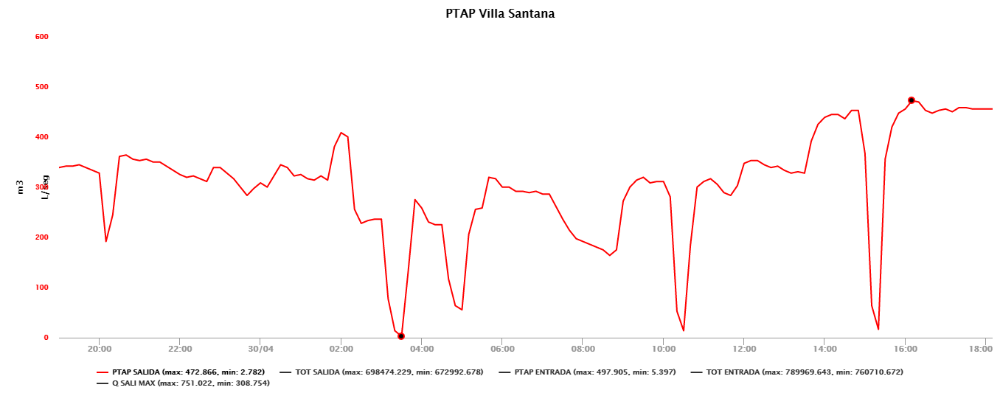 PTAP Villa Santana
600
500
400
300
200
100
0
m3
L/seg
20:00 22:00 30/04 02:00 04:00 06:00 08:00 10:00 12:00 14:00 16:00 18:00
PTAP SALIDA (max: 472.866, min: 2.782) TOT SALIDA (max: 698474.229, min: 672992.678) PTAP ENTRADA (max: 497.905, min: 5.397) TOT ENTRADA (max: 789969.643, min: 760710.672)
Q SALI MAX (max: 751.022, min: 308.754)